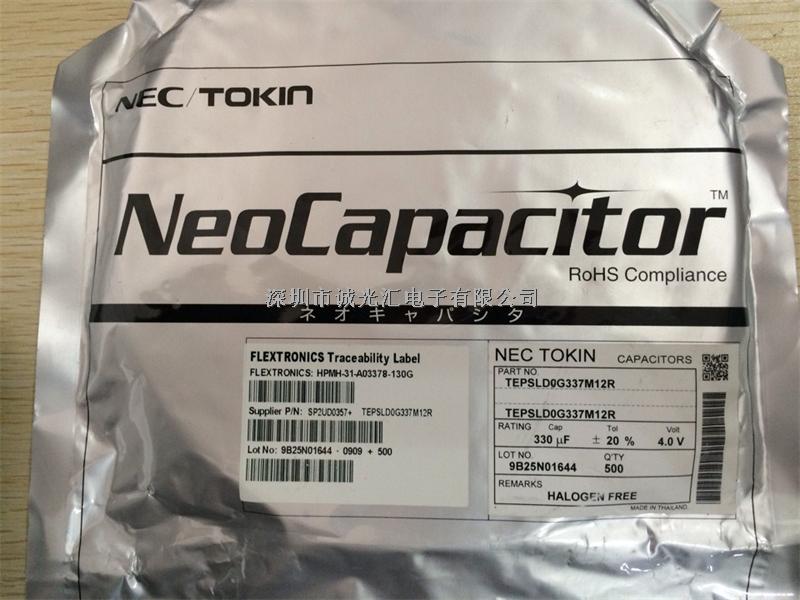 NEC/TOKIN
NeoCapacitor™
RoHS Compliance
深圳市诚光汇电子有限公司
ネオキャパシタ
FLEXTRONICS Traceability Label
FLEXTRONICS: HPMH-31-A03378-130G
Supplier P/N: SP2UD0357+ TEPSLD0G337M12R
Lot No: 9B25N01644 - 0909 + 500
NEC TOKIN CAPACITORS
PART NO.
TEPSLD0G337M12R
TEPSLD0G337M12R
RATING Cap Tol Volt
330 μF ± 20 % 4.0 V
LOT NO. Q'TY
9B25N01644 500
REMARKS
HALOGEN FREE
MADE IN THAILAND.